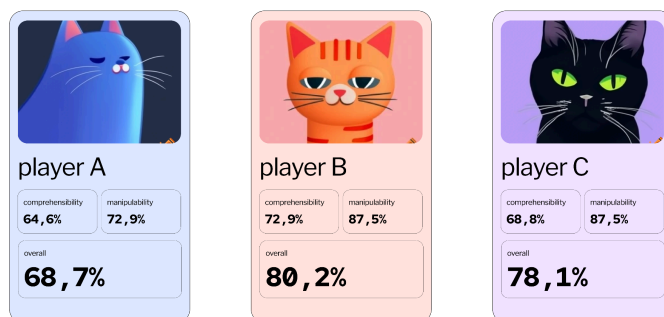 player A
comprehensibility
64,6%
manipulability
72,9%
overall
68,7%
player B
comprehensibility
72,9%
manipulability
87,5%
overall
80,2%
player C
comprehensibility
68,8%
manipulability
87,5%
overall
78,1%